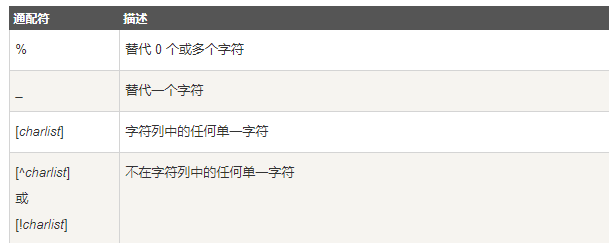 通配符 描述
% 替代 0 个或多个字符
_ 替代一个字符
[charlist] 字符列中的任何单一字符
[^charlist] 不在字符列中的任何单一字符
或
[!charlist]